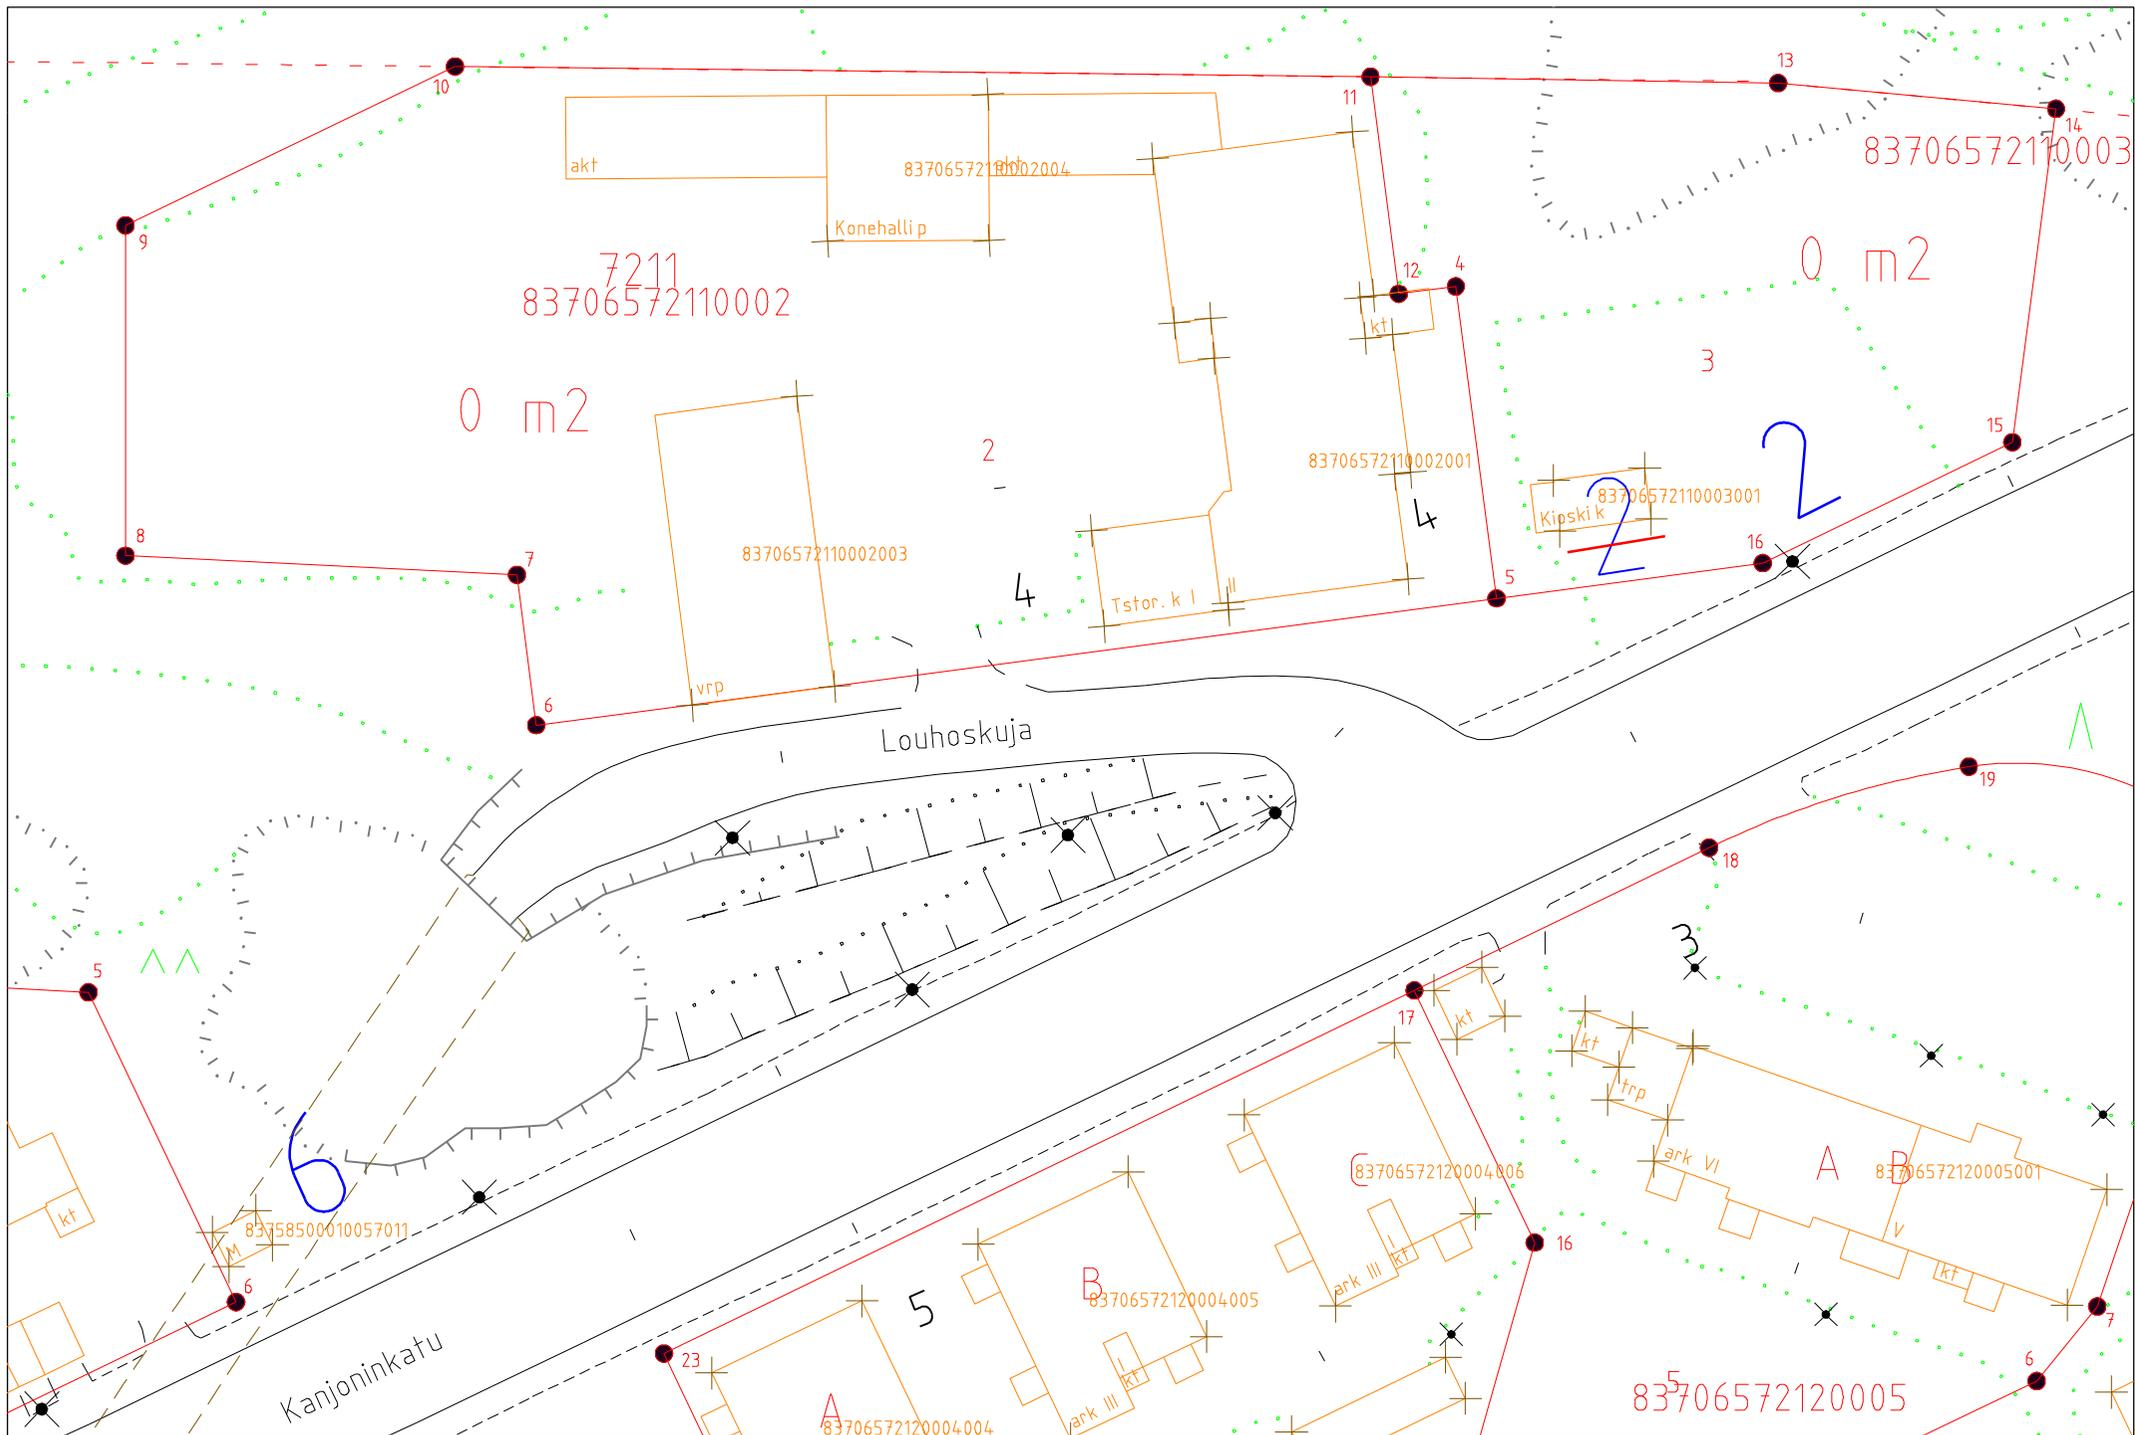 13
10
11
14
83706572110003
akt
akt
83706572110002004
Konehalli p
9
7211
83706572110002
12
4
0 m2
kt
3
0 m2
2
15
2
83706572110002001
83706572110003001
Kioski k
2
4
8
7
83706572110002003
16
5
4
Tstor. k I
II
vrp
6
Louhoskuja
19
18
3
5
17
kt
kt
trp
6
ark VI
A
B
83706572120005001
C
83706572120004006
kt
83758500010057011
M
V
16
I
kt
ark III
kt
B
83706572120004005
6
5
7
Kanjoninkatu
23
I
kt
6
ark III
A
83706572120004004
5
83706572120005